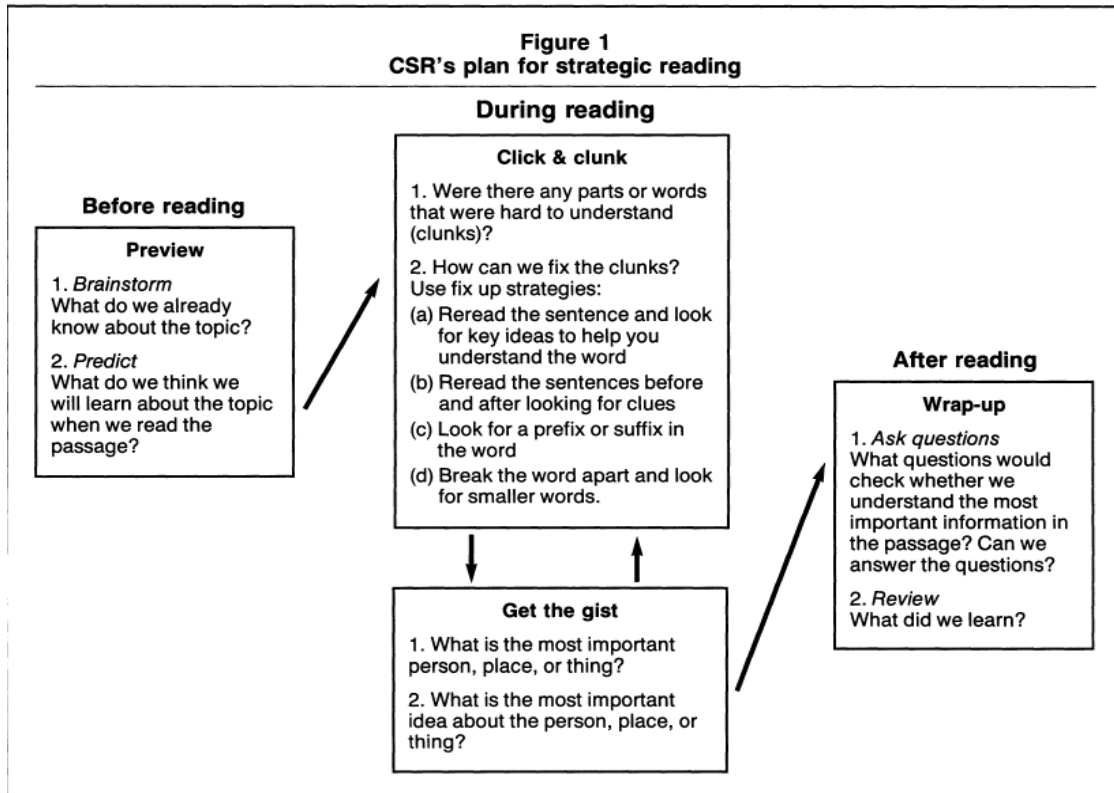 Figure 1
CSR's plan for strategic reading
Before reading
Preview
1. Brainstorm
What do we already
know about the topic?
2. Predict
What do we think we
will learn about the topic
when we read the
passage?
During reading
Click & clunk
1. Were there any parts or words
that were hard to understand
(clunks)?
2. How can we fix the clunks?
Use fix up strategies:
(a) Reread the sentence and look
for key ideas to help you
understand the word
(b) Reread the sentences before
and after looking for clues
(c) Look for a prefix or suffix in
the word
(d) Break the word apart and look
for smaller words.
Get the gist
1. What is the most important
person, place, or thing?
2. What is the most important
idea about the person, place, or
thing?
After reading
Wrap-up
1. Ask questions
What questions would
check whether we
understand the most
important information in
the passage? Can we
answer the questions?
2. Review
What did we learn?